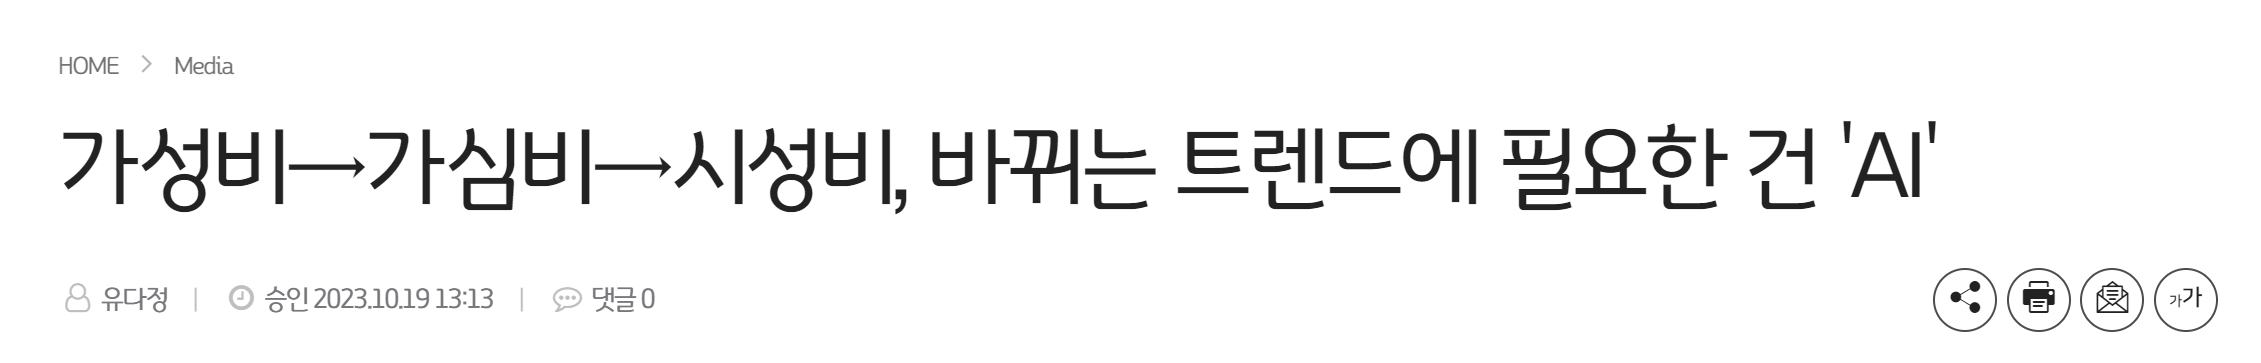 HOME > Media
가성비→가심비→시성비, 바뀌는 트렌드에 필요한 건 'AI'
유다정 | 승인 2023.10.19 13:13 | 댓글 0
가가